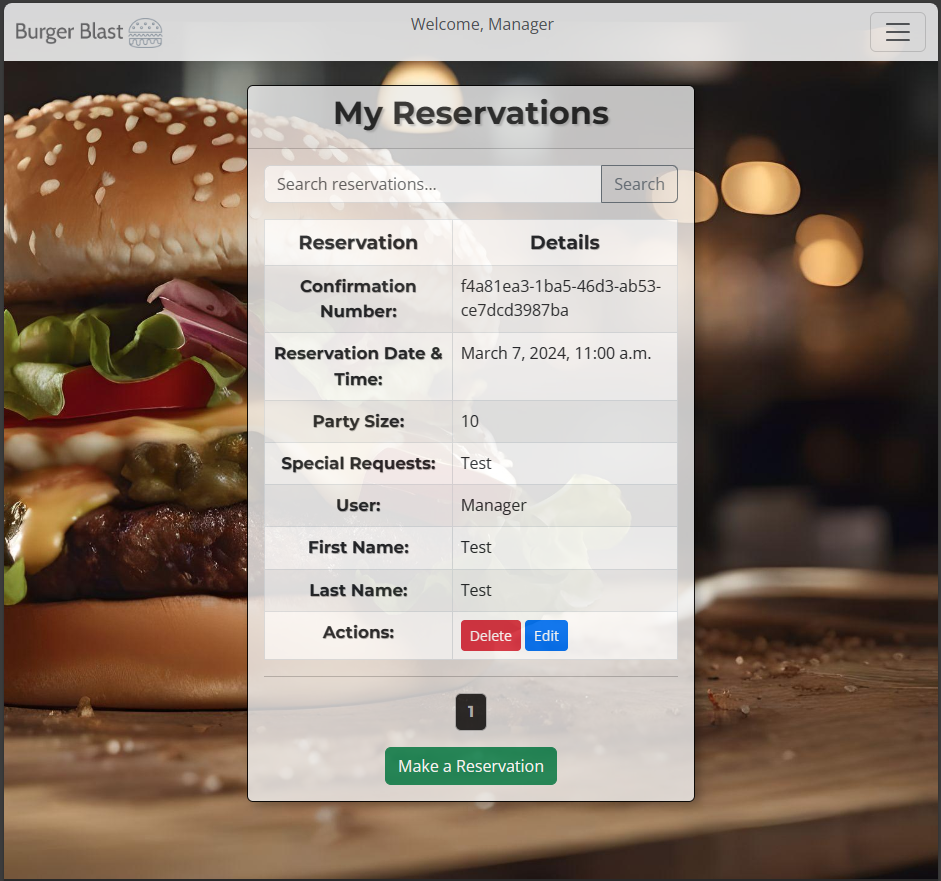 Burger Blast
Welcome, Manager
My Reservations
Search reservations...
Search
Reservation
Details
Confirmation
Number:
f4a81ea3-1ba5-46d3-ab53-
ce7dcd3987ba
Reservation Date &
Time:
March 7, 2024, 11:00 a.m.
Party Size:
10
Special Requests:
Test
User:
Manager
First Name:
Test
Last Name:
Test
Actions:
Delete
Edit
1
Make a Reservation